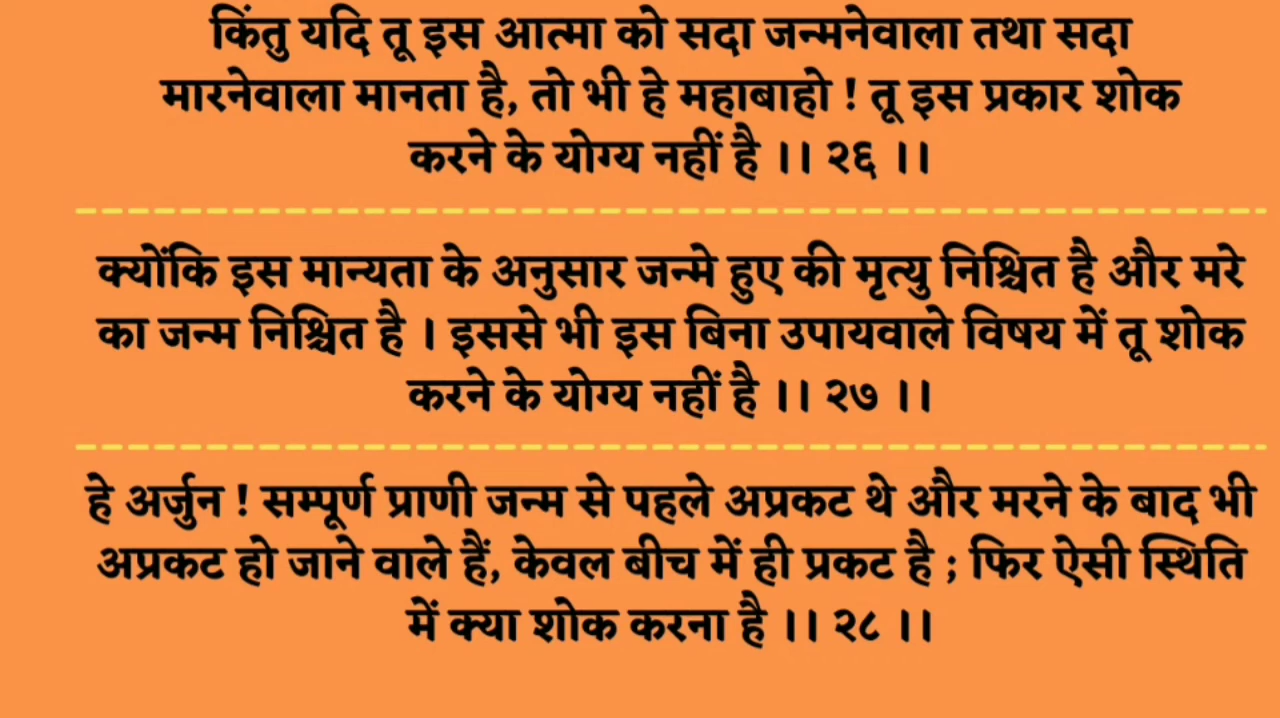 किंतु यदि तू इस आत्मा को सदा जन्मनेवाला तथा सदा
मारनेवाला मानता है, तो भी हे महाबाहो ! तू इस प्रकार शोक
करने के योग्य नहीं है ।। २६ ।।
क्योंकि इस मान्यता के अनुसार जन्मे हुए की मृत्यु निश्चित है और मरे
का जन्म निश्चित है । इससे भी इस बिना उपायवाले विषय में तू शोक
करने के योग्य नहीं है ।। २७ ।।
हे अर्जुन ! सम्पूर्ण प्राणी जन्म से पहले अप्रकट थे और मरने के बाद भी
अप्रकट हो जाने वाले हैं, केवल बीच में ही प्रकट है ; फिर ऐसी स्थिति
में क्या शोक करना है ।। २८ ।।